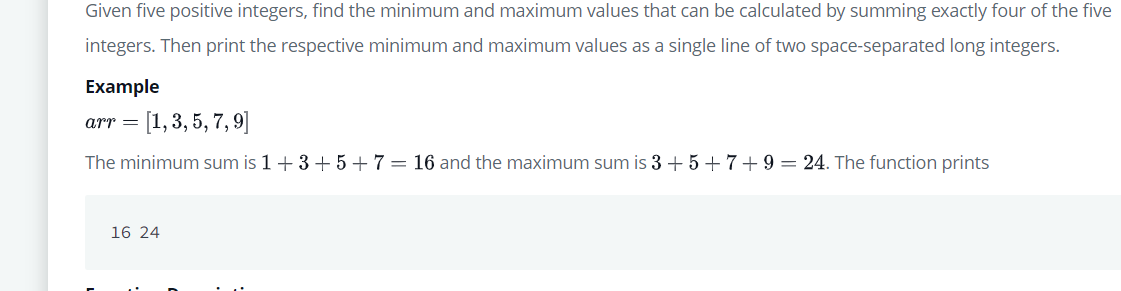 Given five positive integers, find the minimum and maximum values that can be calculated by summing exactly four of the five
integers. Then print the respective minimum and maximum values as a single line of two space-separated long integers.
Example
arr = [1, 3, 5, 7, 9]
The minimum sum is 1 + 3 + 5 + 7 = 16 and the maximum sum is 3 + 5 + 7 + 9 = 24. The function prints
16 24